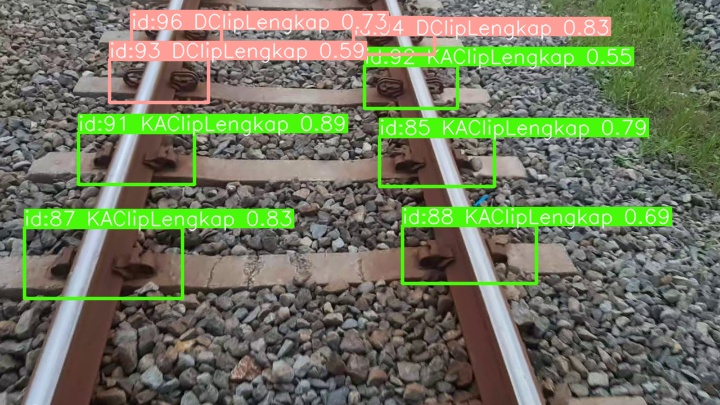 id:96 DClipLengkap 0.73
94 DClipLengkap 0.83
id:93 DClipLengkap 0.59
id:92 KAClipLengkap 0.55
id:91 KAClipLengkap 0.89
id:85 KAClipLengkap 0.79
id:87 KAClipLengkap 0.83
id:88 KAClipLengkap 0.69